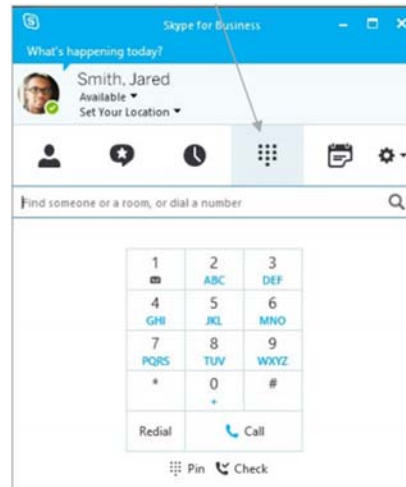 Skype for Business
What's happening today?
Smith, Jared
Available
Set Your Location
Find someone or a room, or dial a number
1 2 3
ABC DEF
4 5 6
GHI JKL MNO
7 8 9
PQRS TUV WXYZ
* 0 #
+
Redial Call
Pin Check